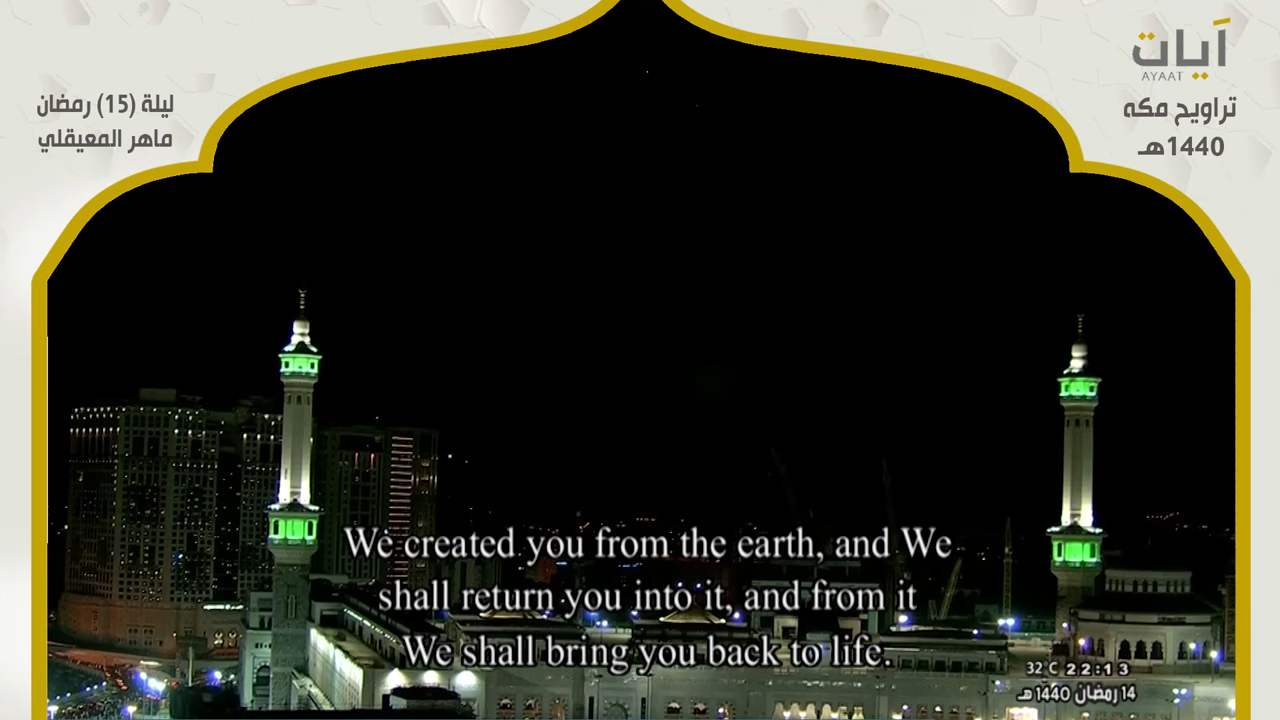 آيات
AYAAT
تراويح مكه
1440هـ
ليلة (15) رمضان
ماهر المعيقلي
We created you from the earth, and We
shall return you into it, and from it
We shall bring you back to life.
32°C 22:13
14 رمضان 1440هـ